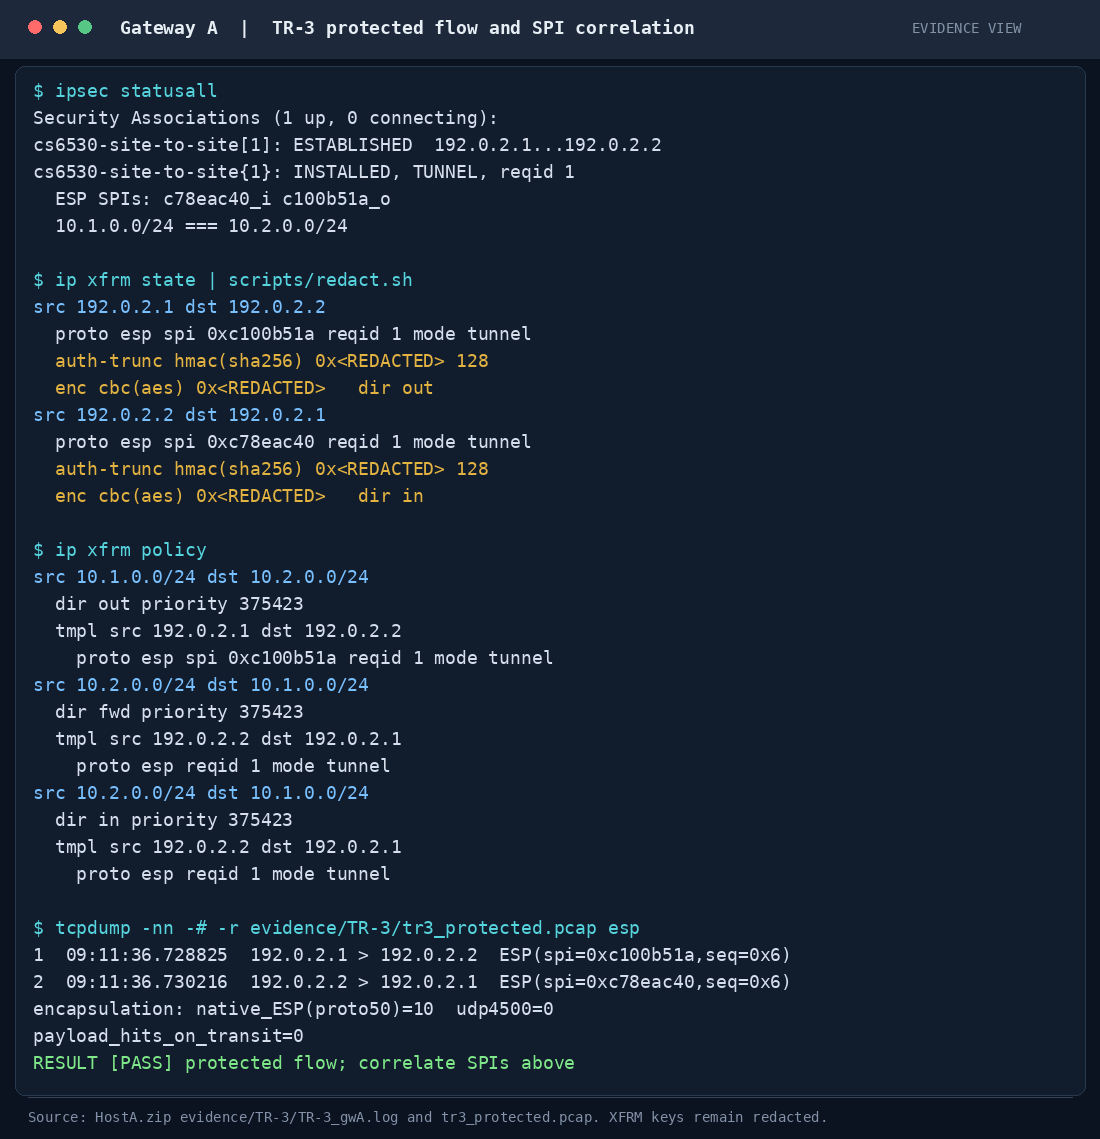 Gateway A | TR-3 protected flow and SPI correlation
EVIDENCE VIEW
$ ipsec statusall
Security Associations (1 up, 0 connecting):
cs6530-site-to-site[1]: ESTABLISHED  192.0.2.1...192.0.2.2
cs6530-site-to-site{1}: INSTALLED, TUNNEL, reqid 1
  ESP SPIs: c78eac40_i c100b51a_o
  10.1.0.0/24 === 10.2.0.0/24
$ ip xfrm state | scripts/redact.sh
src 192.0.2.1 dst 192.0.2.2
  proto esp spi 0xc100b51a reqid 1 mode tunnel
  auth-trunc hmac(sha256) 0x<REDACTED> 128
  enc cbc(aes) 0x<REDACTED>   dir out
src 192.0.2.2 dst 192.0.2.1
  proto esp spi 0xc78eac40 reqid 1 mode tunnel
  auth-trunc hmac(sha256) 0x<REDACTED> 128
  enc cbc(aes) 0x<REDACTED>   dir in
$ ip xfrm policy
src 10.1.0.0/24 dst 10.2.0.0/24
  dir out priority 375423
  tmpl src 192.0.2.1 dst 192.0.2.2
    proto esp spi 0xc100b51a reqid 1 mode tunnel
src 10.2.0.0/24 dst 10.1.0.0/24
  dir fwd priority 375423
  tmpl src 192.0.2.2 dst 192.0.2.1
    proto esp reqid 1 mode tunnel
src 10.2.0.0/24 dst 10.1.0.0/24
  dir in priority 375423
  tmpl src 192.0.2.2 dst 192.0.2.1
    proto esp reqid 1 mode tunnel
$ tcpdump -nn -# -r evidence/TR-3/tr3_protected.pcap esp
1  09:11:36.728825  192.0.2.1 > 192.0.2.2  ESP(spi=0xc100b51a,seq=0x6)
2  09:11:36.730216  192.0.2.2 > 192.0.2.1  ESP(spi=0xc78eac40,seq=0x6)
encapsulation: native_ESP(proto50)=10  udp4500=0
payload_hits_on_transit=0
RESULT [PASS] protected flow; correlate SPIs above
Source: HostA.zip evidence/TR-3/TR-3_gwA.log and tr3_protected.pcap. XFRM keys remain redacted.